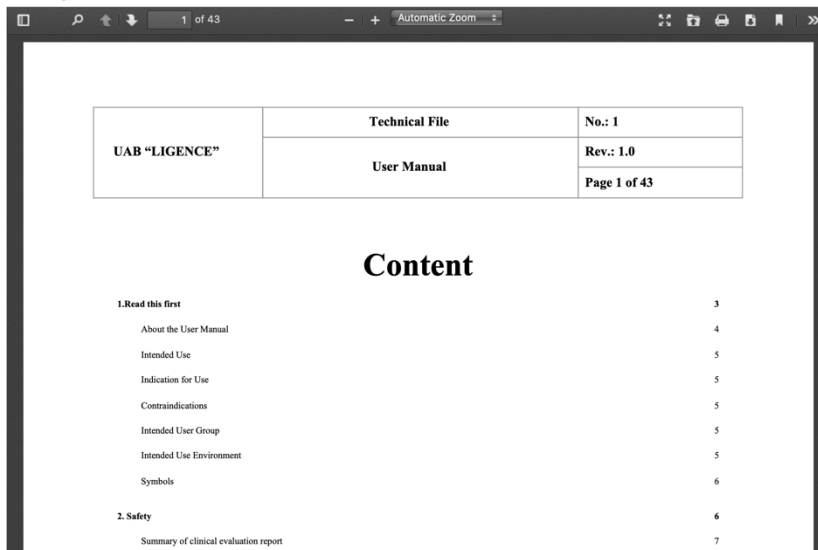 1 of 43
− + Automatic Zoom
UAB “LIGENCE”
Technical File
No.: 1
User Manual
Rev.: 1.0
Page 1 of 43
Content
1.Read this first 3
About the User Manual 4
Intended Use 5
Indication for Use 5
Contraindications 5
Intended User Group 5
Intended Use Environment 5
Symbols 6
2. Safety 6
Summary of clinical evaluation report 7